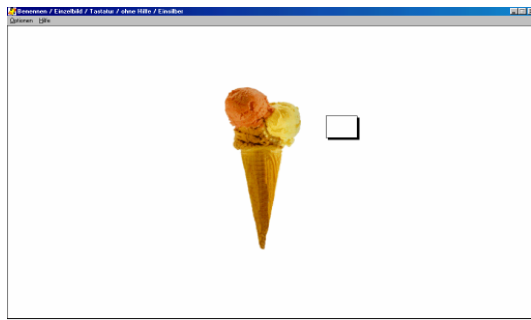 Benennen / Einzelbild / Tastatur / ohne Hilfe / Einsilber
Optionen Hilfe